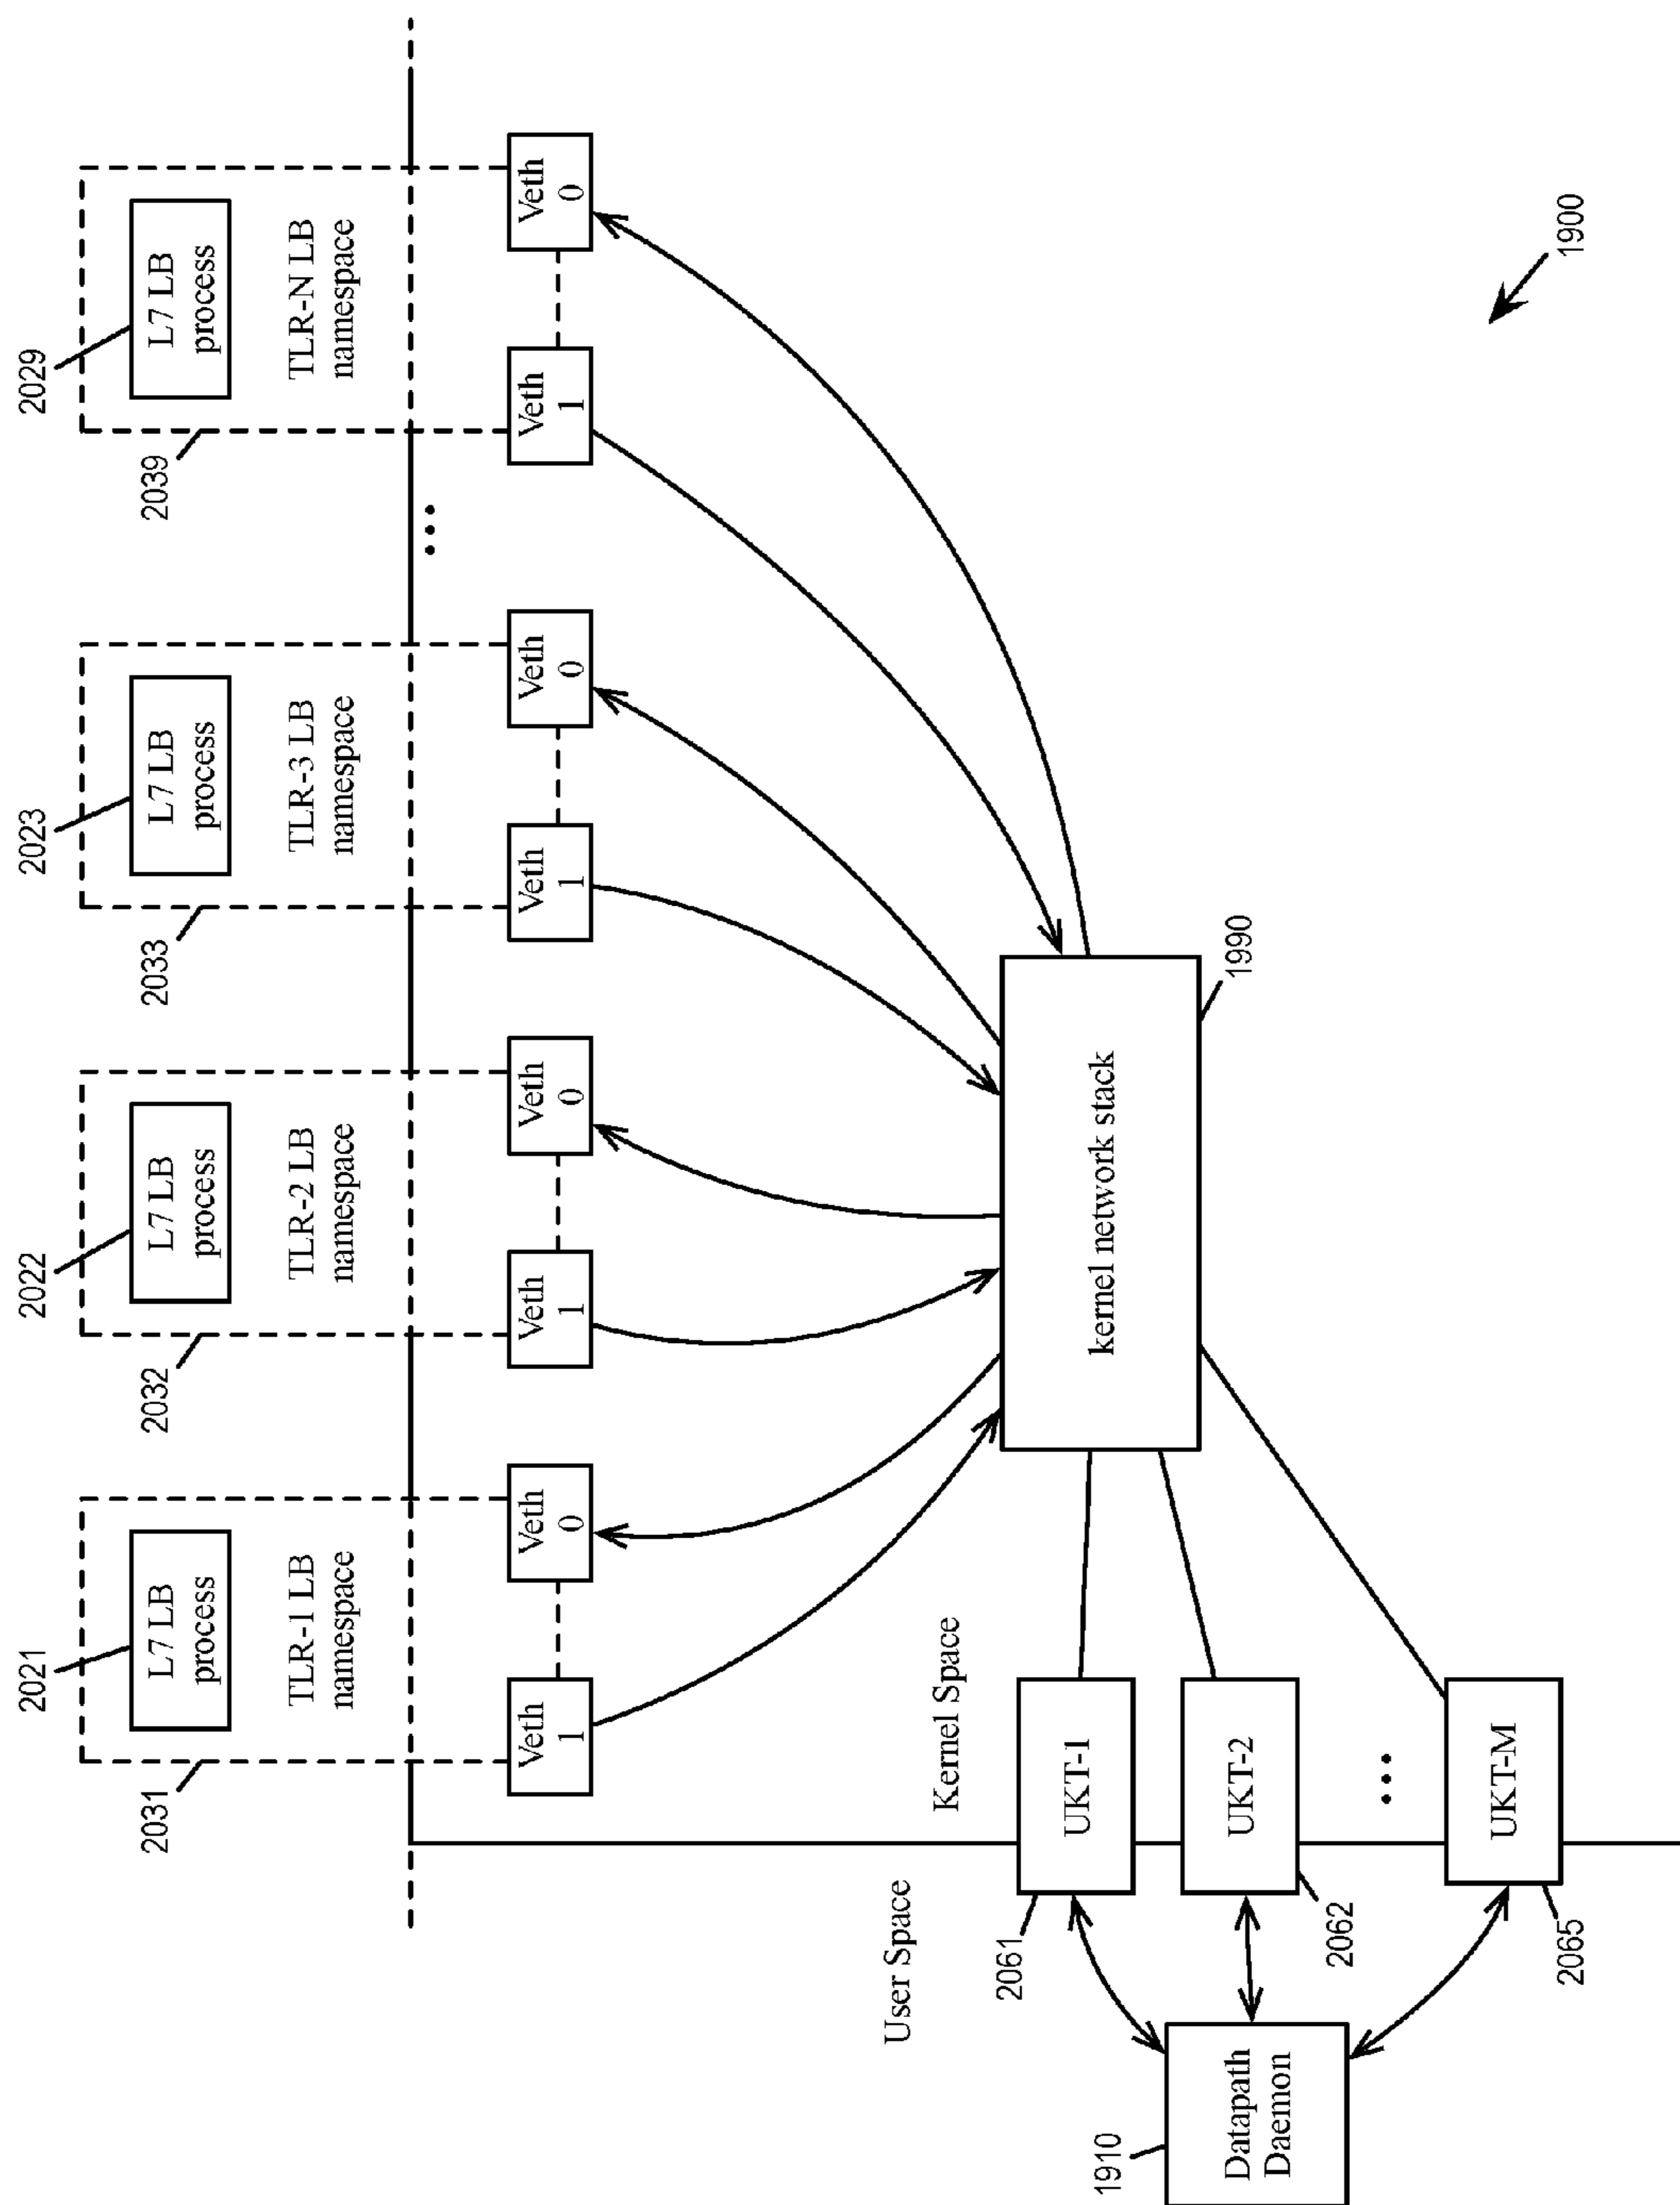 2021
2022
2023
2029
L7 LB
process
L7 LB
process
L7 LB
process
L7 LB
process
2031
2032
2033
2039
TLR-1 LB
namespace
TLR-2 LB
namespace
TLR-3 LB
namespace
TLR-N LB
namespace
...
Veth
1
Veth
0
Veth
1
Veth
0
Veth
1
Veth
0
Veth
1
Veth
0
User Space
Kernel Space
2061
UKT-1
kernel network stack
1990
1910
Datapath
Daemon
UKT-2
2062
...
UKT-M
2065
1900